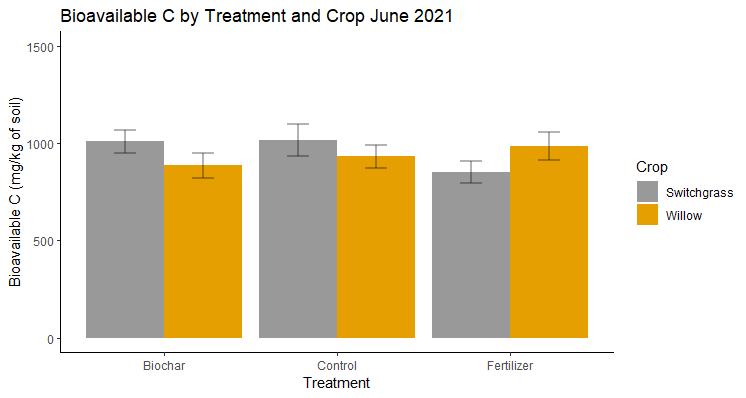 Bioavailable C by Treatment and Crop June 2021
Bioavailable C (mg/kg of soil)
1500
1000
500
0
Biochar
Control
Fertilizer
Treatment
Crop
Switchgrass
Willow